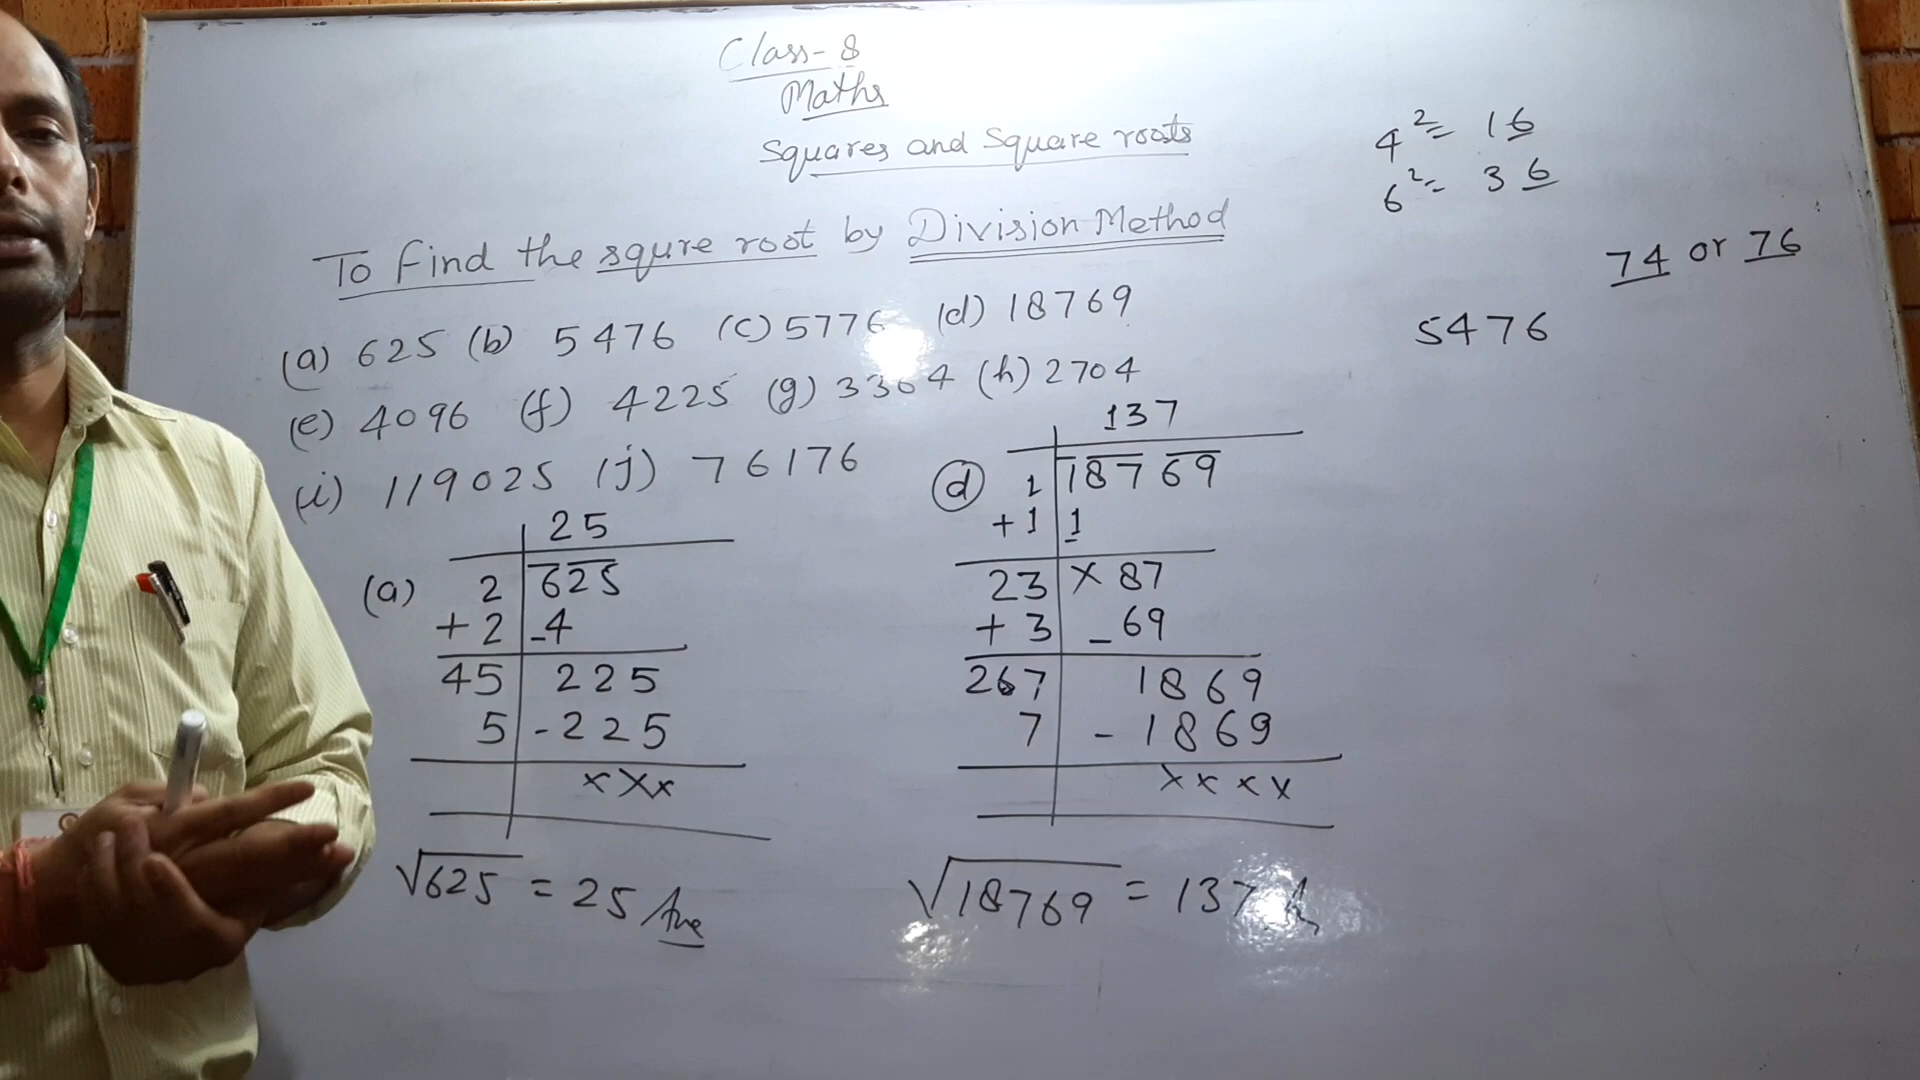 Class-8
Maths
Squares and Square roots
To find the squre root by Division Method
(a) 625 (b) 5476 (c) 5776 (d) 18769
(e) 4096 (f) 4225 (g) 3364 (h) 2704
(i) 119025 (j) 76176
25
(a) 2 625
+2 -4
45 225
5 -225
xxx
√625 = 25 Ans
137
(d) 1 18769
+1 1
23 x 87
+3 -69
267 1869
7 -1869
xxxx
√18769 = 137
4²= 16
6²= 36
74 or 76
5476